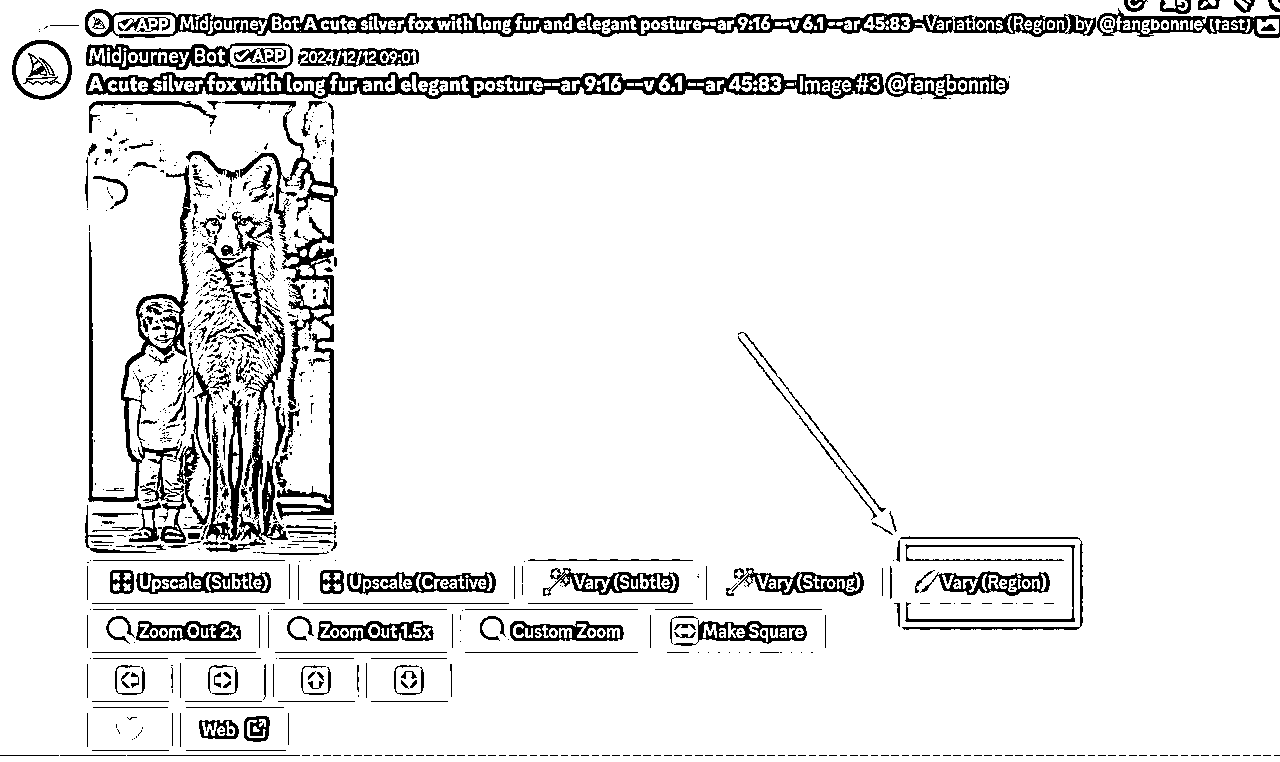 APP Midjourney Bot A cute silver fox with long fur and elegant posture--ar 9:16 --v 6.1 --ar 45:83 - Variations (Region) by @fangbonnie (fast)
Midjourney Bot APP 2024/12/12 09:01
A cute silver fox with long fur and elegant posture--ar 9:16 --v 6.1 --ar 45:83 - Image #3 @fangbonnie
Upscale (Subtle) Upscale (Creative) Vary (Subtle) Vary (Strong) Vary (Region)
Zoom Out 2x Zoom Out 1.5x Custom Zoom Make Square
Web